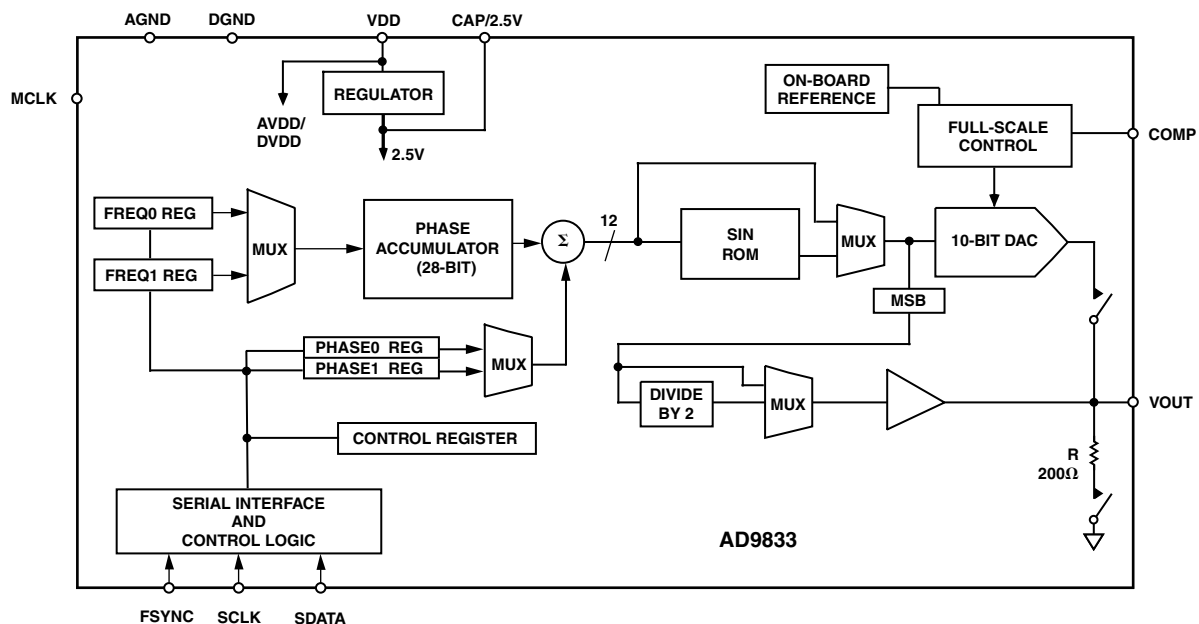 AGND
DGND
VDD
CAP/2.5V
MCLK
REGULATOR
AVDD/
DVDD
2.5V
ON-BOARD
REFERENCE
FULL-SCALE
CONTROL
COMP
FREQ0 REG
FREQ1 REG
MUX
PHASE
ACCUMULATOR
(28-BIT)
Σ
12
SIN
ROM
MUX
10-BIT DAC
MSB
PHASE0 REG
PHASE1 REG
MUX
DIVIDE
BY 2
MUX
VOUT
CONTROL REGISTER
R
200Ω
SERIAL INTERFACE
AND
CONTROL LOGIC
AD9833
FSYNC
SCLK
SDATA